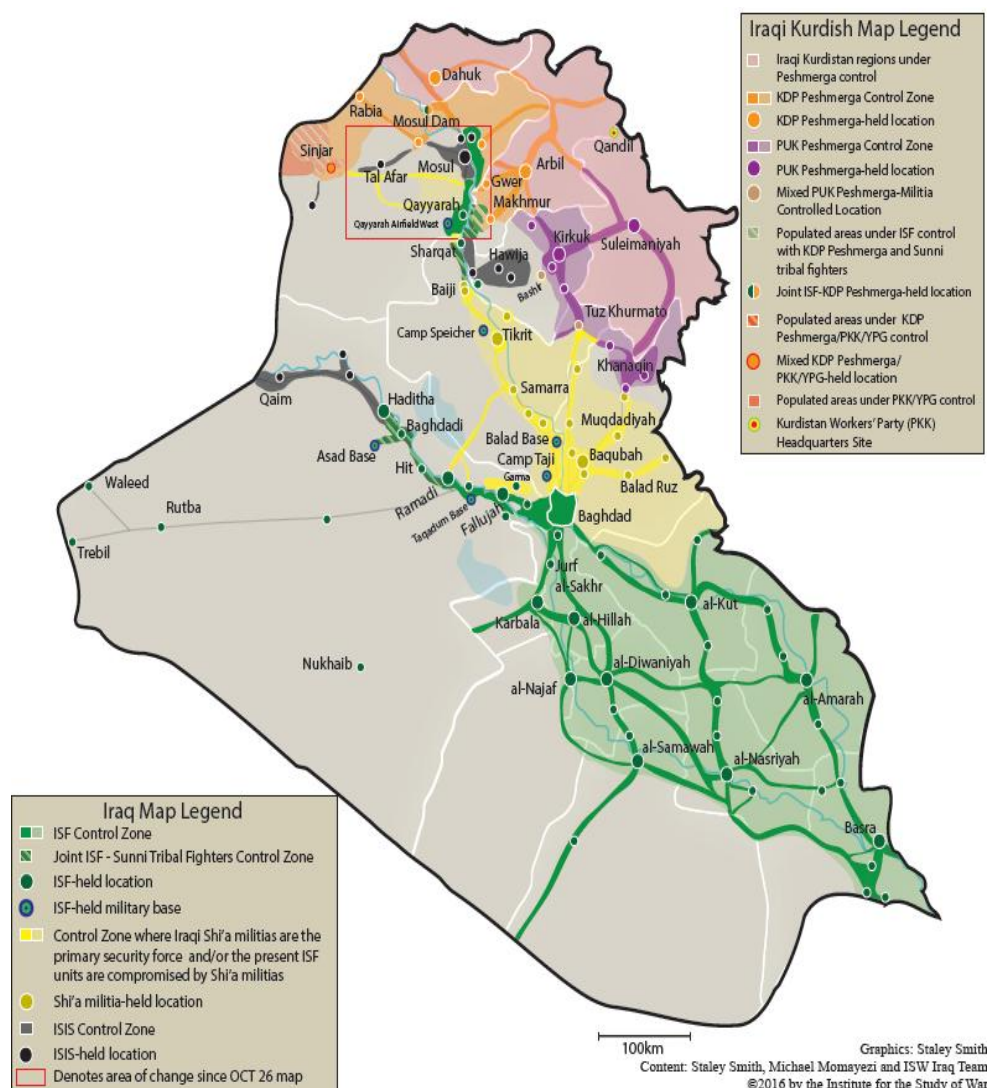 Iraqi Kurdish Map Legend
Iraqi Kurdistan regions under
Peshmerga control
KDP Peshmerga Control Zone
KDP Peshmerga-held location
PUK Peshmerga Control Zone
PUK Peshmerga-held location
Mixed PUK Peshmerga-Militia
Controlled Location
Populated areas under ISF control
with KDP Peshmerga and Sunni
tribal fighters
Joint ISF-KDP Peshmerga-held location
Populated areas under KDP
Peshmerga/PKK/YPG control
Mixed KDP Peshmerga/
PKK/YPG-held location
Populated areas under PKK/YPG control
Kurdistan Workers' Party (PKK)
Headquarters Site
Dahuk
Rabia
Mosul Dam
Qandil
Sinjar
Mosul
Arbil
Tal Afar
Gwer
Makhmur
Qayyarah
Qayyarah Airfield West
Kirkuk
Suleimaniyah
Sharqat
Hawija
Bashir
Baiji
Tuz Khurmato
Camp Speicher
Tikrit
Khanaqin
Qaim
Samarra
Haditha
Muqdadiyah
Baghdadi
Balad Base
Asad Base
Camp Taji
Baqubah
Hit
Garma
Waleed
Ramadi
Balad Ruz
Rutba
Taqadum Base
Fallujah
Baghdad
Trebil
Jurf
al-Sakhr
al-Kut
Karbala
al-Hillah
Nukhaib
al-Diwaniyah
al-Najaf
al-Amarah
al-Samawah
al-Nasriyah
Basra
Iraq Map Legend
ISF Control Zone
Joint ISF - Sunni Tribal Fighters Control Zone
ISF-held location
ISF-held military base
Control Zone where Iraqi Shi'a militias are the
primary security force and/or the present ISF
units are compromised by Shi'a militias
Shi'a militia-held location
ISIS Control Zone
ISIS-held location
Denotes area of change since OCT 26 map
100km
Graphics: Staley Smith
Content: Staley Smith, Michael Momayezi and ISW Iraq Team
©2016 by the Institute for the Study of War